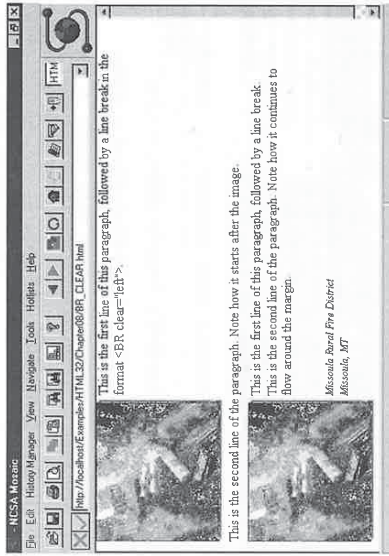 NCSA Mozaic
File Edit History Manager View Navigate Tools Hotlists Help
HTM
http://localhost/Examples/HTML32/Chapter08/BR_CLEAR.html
This is the first line of this paragraph, followed by a line break in the
format <BR clear="left">.
This is the second line of the paragraph. Note how it starts after the image.
This is the first line of this paragraph, followed by a line break.
This is the second line of the paragraph. Note how it continues to
flow around the margin.
Missoula Rural Fire District
Missoula, MT